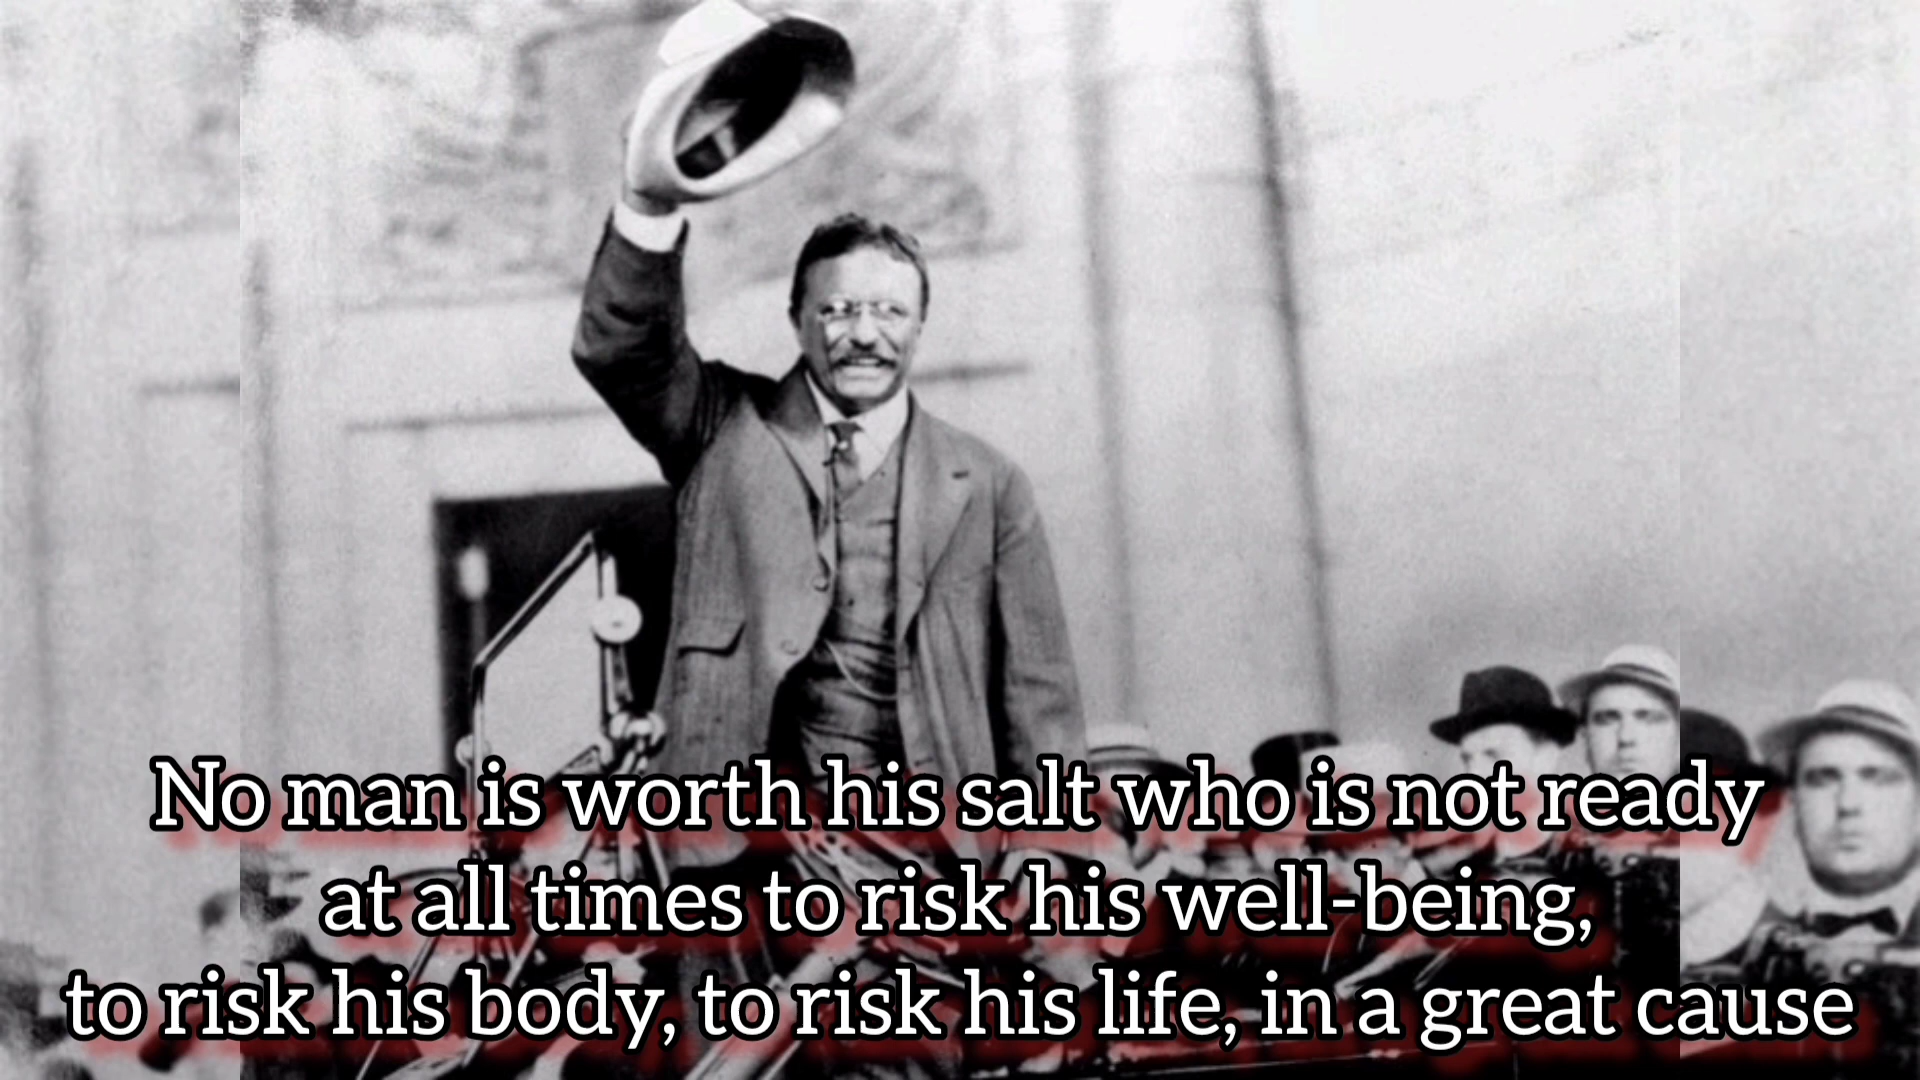 No man is worth his salt who is not ready
at all times to risk his well-being,
to risk his body, to risk his life, in a great cause